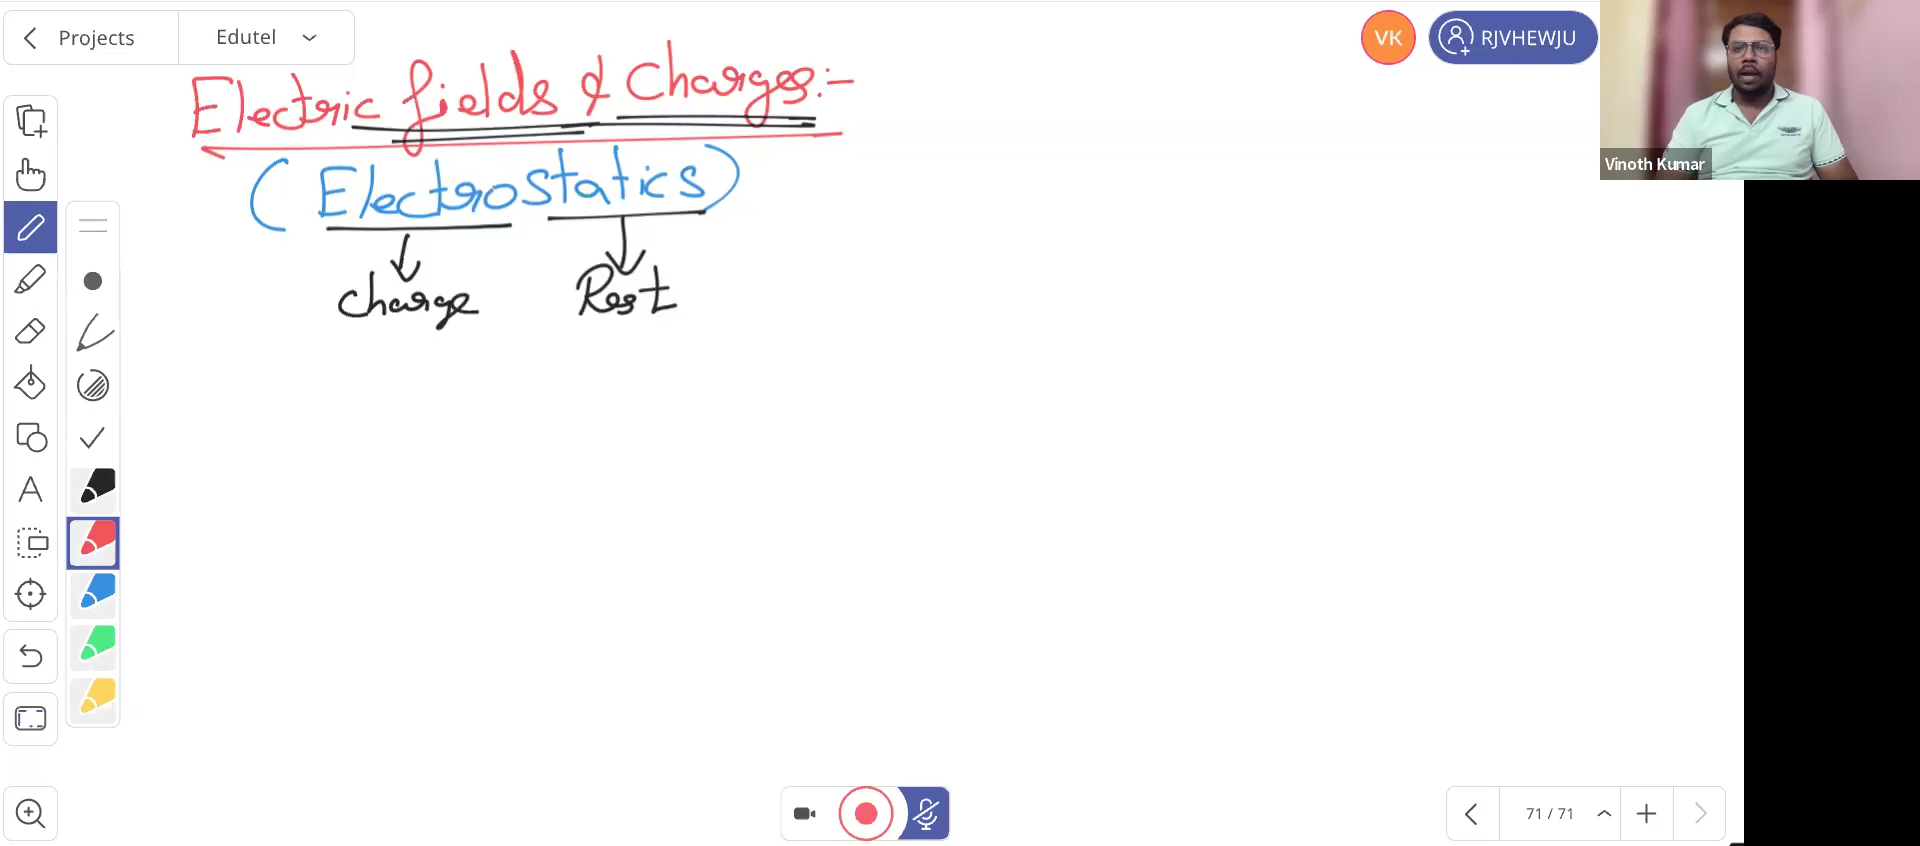 Projects
Edutel
Electric fields & Charges:-
VK
RJVHEWJU
Vinoth Kumar
(Electrostatics)
Charge
Rest
A
71 / 71